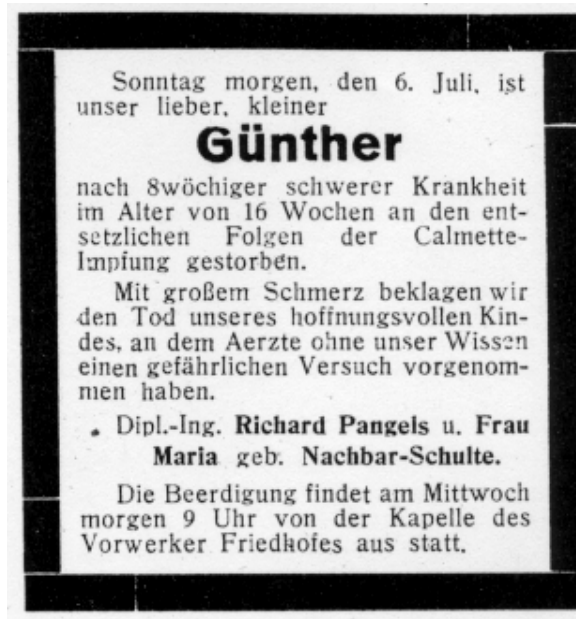 Sonntag morgen, den 6. Juli, ist
unser lieber, kleiner
Günther
nach 8wöchiger schwerer Krankheit
im Alter von 16 Wochen an den ent-
setzlichen Folgen der Calmette-
Impfung gestorben.
Mit großem Schmerz beklagen wir
den Tod unseres hoffnungsvollen Kin-
des, an dem Aerzte ohne unser Wissen
einen gefährlichen Versuch vorgenom-
men haben.
Dipl.-Ing. Richard Pangels u. Frau
Maria geb. Nachbar-Schulte.
Die Beerdigung findet am Mittwoch
morgen 9 Uhr von der Kapelle des
Vorwerker Friedhofes aus statt.